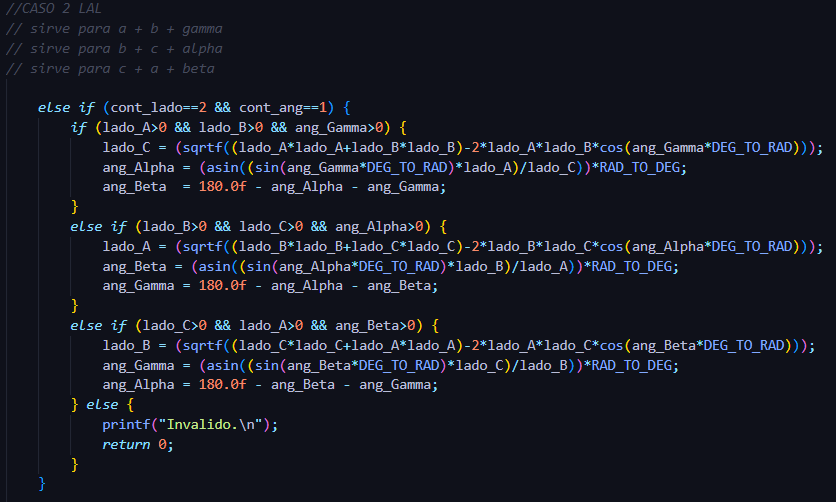 //CASO 2 LAL
// sirve para a + b + gamma
// sirve para b + c + alpha
// sirve para c + a + beta
else if (cont_lado==2 && cont_ang==1) {
if (lado_A>0 && lado_B>0 && ang_Gamma>0) {
lado_C = (sqrtf((lado_A*lado_A+lado_B*lado_B)-2*lado_A*lado_B*cos(ang_Gamma*DEG_TO_RAD)));
ang_Alpha = (asin((sin(ang_Gamma*DEG_TO_RAD)*lado_A)/lado_C))*RAD_TO_DEG;
ang_Beta  = 180.0f - ang_Alpha - ang_Gamma;
}
else if (lado_B>0 && lado_C>0 && ang_Alpha>0) {
lado_A = (sqrtf((lado_B*lado_B+lado_C*lado_C)-2*lado_B*lado_C*cos(ang_Alpha*DEG_TO_RAD)));
ang_Beta = (asin((sin(ang_Alpha*DEG_TO_RAD)*lado_B)/lado_A))*RAD_TO_DEG;
ang_Gamma = 180.0f - ang_Alpha - ang_Beta;
}
else if (lado_C>0 && lado_A>0 && ang_Beta>0) {
lado_B = (sqrtf((lado_C*lado_C+lado_A*lado_A)-2*lado_A*lado_C*cos(ang_Beta*DEG_TO_RAD)));
ang_Gamma = (asin((sin(ang_Beta*DEG_TO_RAD)*lado_C)/lado_B))*RAD_TO_DEG;
ang_Alpha = 180.0f - ang_Beta - ang_Gamma;
} else {
printf("Invalido.\n");
return 0;
}
}